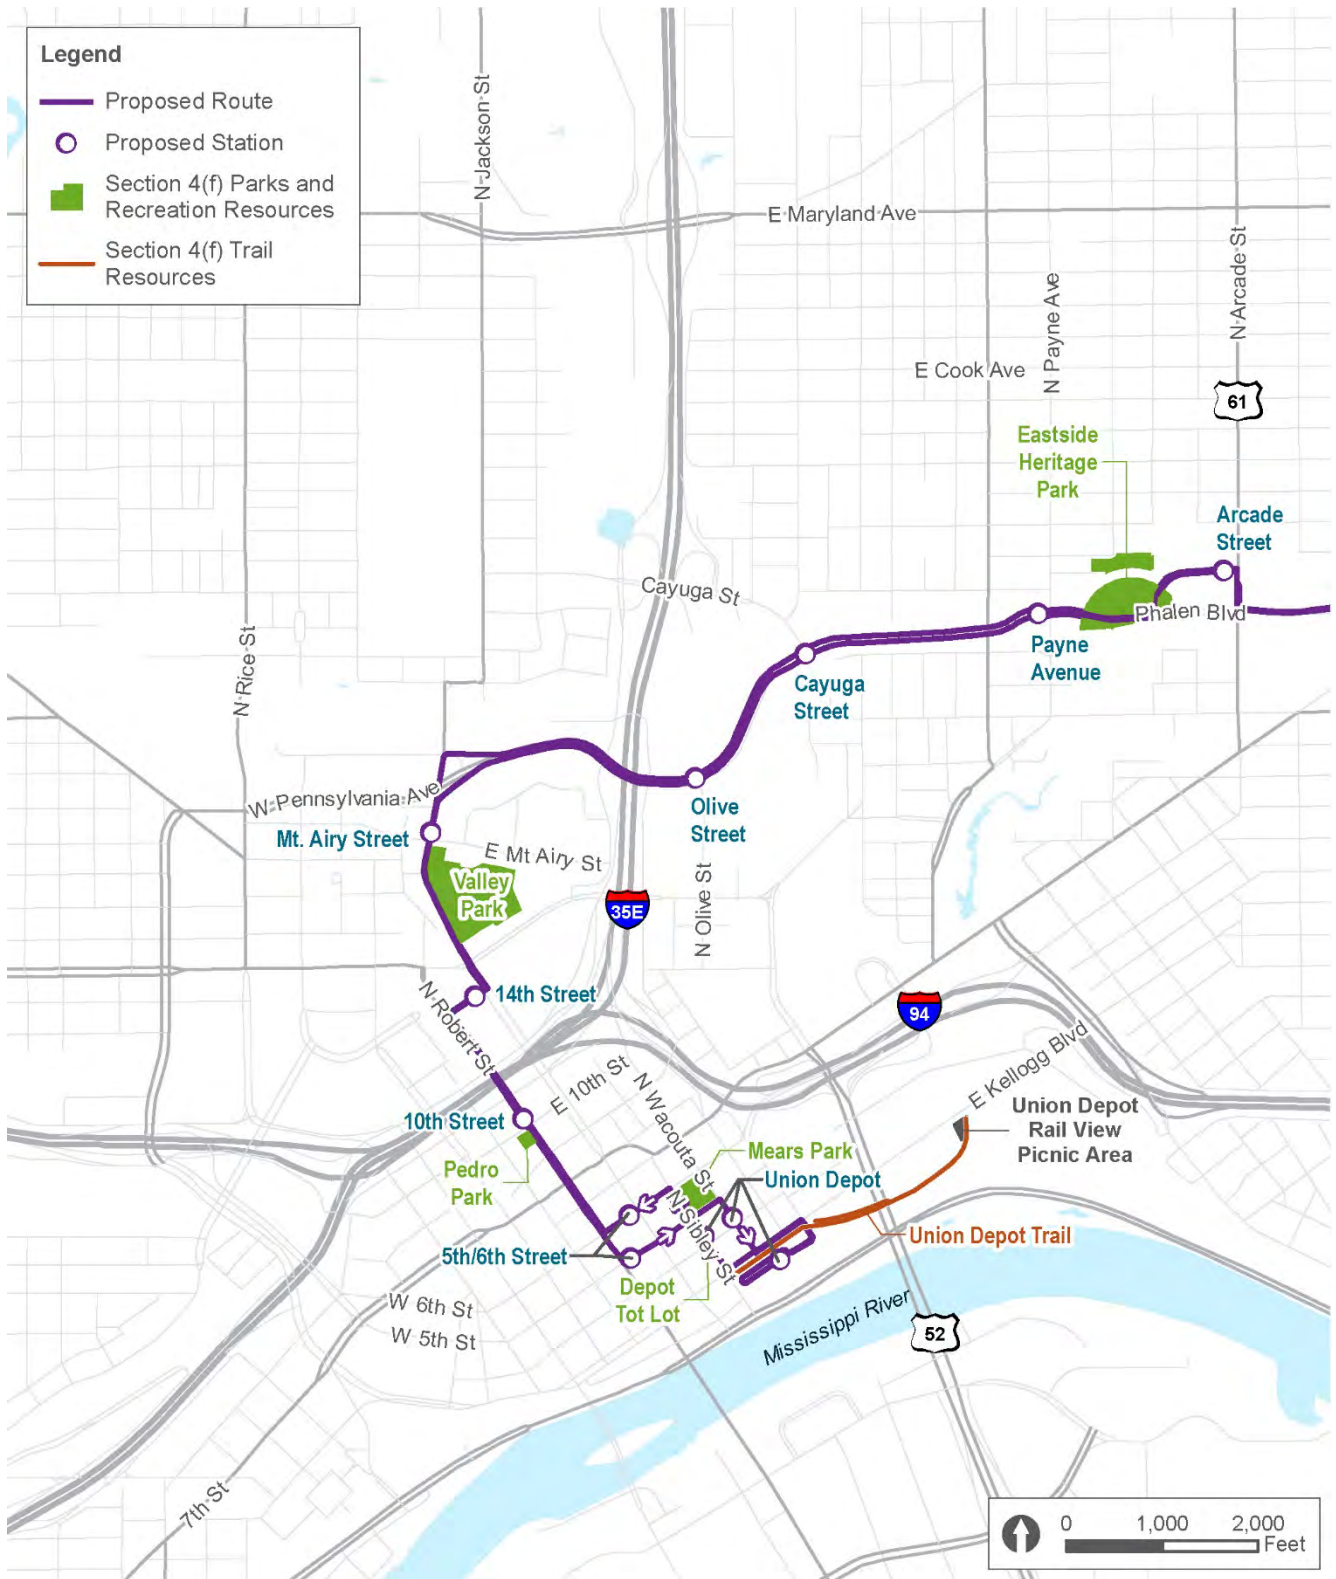 Legend
Proposed Route
Proposed Station
Section 4(f) Parks and
Recreation Resources
Section 4(f) Trail
Resources
N Jackson St
E Maryland Ave
N Arcade St
N Payne Ave
E Cook Ave
61
Eastside
Heritage
Park
Arcade
Street
Cayuga St
Phalen Blvd
Payne
Avenue
Cayuga
Street
N Rice St
W Pennsylvania Ave
Mt. Airy Street
Olive
Street
E Mt Airy St
Valley
Park
35E
N Olive St
14th Street
N Robert St
94
E Kellogg Blvd
E 10th St
N Wacouta St
10th Street
Union Depot
Rail View
Picnic Area
Pedro
Park
Mears Park
Union Depot
N Sibley St
5th/6th Street
Union Depot Trail
Depot
Tot Lot
W 6th St
W 5th St
Mississippi River
52
7th St
0 1,000 2,000
Feet